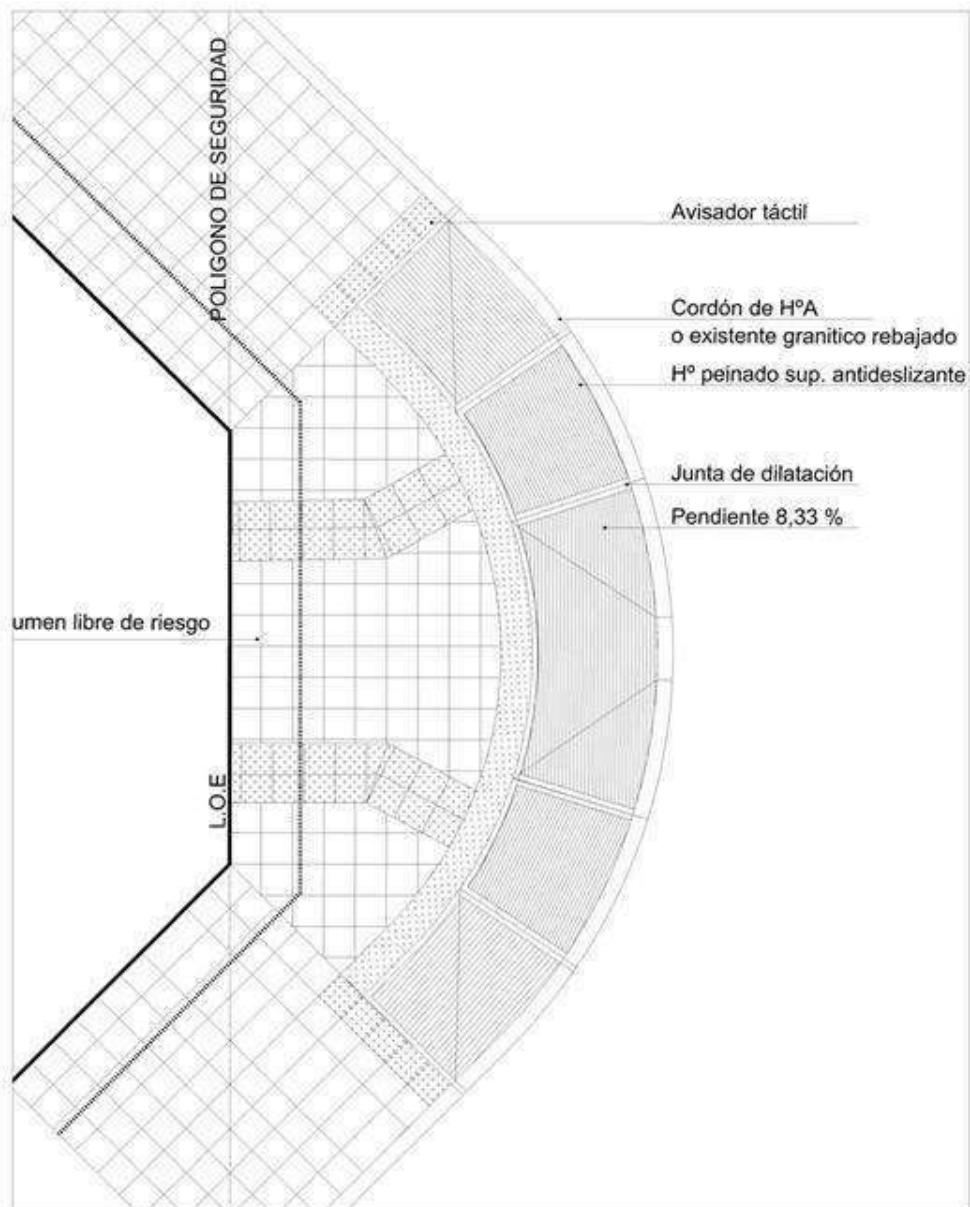 POLIGONO DE SEGURIDAD
Avisador táctil
Cordón de HºA
o existente granitico rebajado
Hº peinado sup. antideslizante
Junta de dilatación
Pendiente 8,33 %
umen libre de riesgo
L.O.E